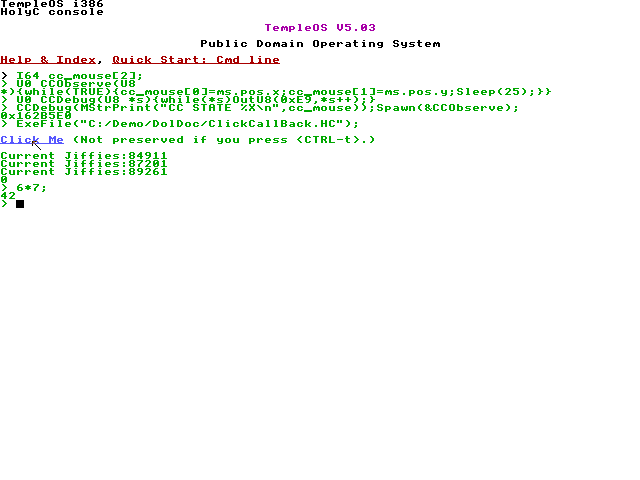 TempleOS i386
HolyC console
TempleOS V5.03
Public Domain Operating System
Help & Index, Quick Start: Cmd line
> I64 cc_mouse[2];
> U0 CCObserve(U8
*){while(TRUE){cc_mouse[0]=ms.pos.x;cc_mouse[1]=ms.pos.y;Sleep(25);}}
> U0 CCDebug(U8 *s){while(*s)OutU8(0xE9,*s++);}
> CCDebug(MStrPrint("CC STATE %X\n",cc_mouse));Spawn(&CCObserve);
0x162B5E0
> ExeFile("C:/Demo/DolDoc/ClickCallBack.HC");
Click Me (Not preserved if you press <CTRL-t>.)
Current Jiffies:84911
Current Jiffies:87201
Current Jiffies:89261
0
> 6*7;
42
>